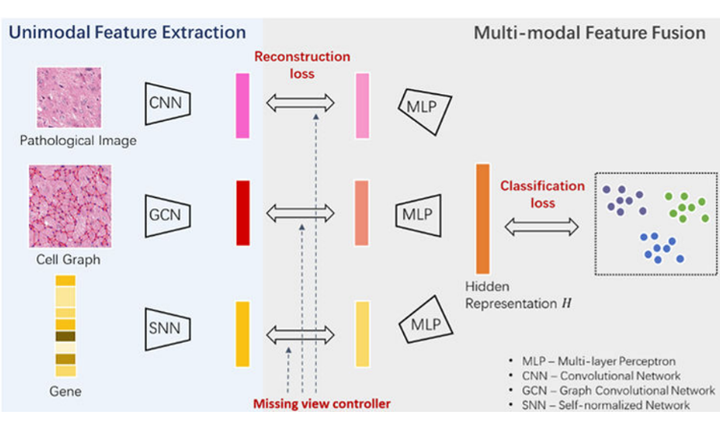 Unimodal Feature Extraction
Multi-modal Feature Fusion
Reconstruction
loss
CNN
MLP
Pathological Image
GCN
MLP
Classification
loss
Cell Graph
Hidden
Representation H
SNN
MLP
Gene
Missing view controller
• MLP – Multi-layer Perceptron
• CNN – Convolutional Network
• GCN – Graph Convolutional Network
• SNN – Self-normalized Network